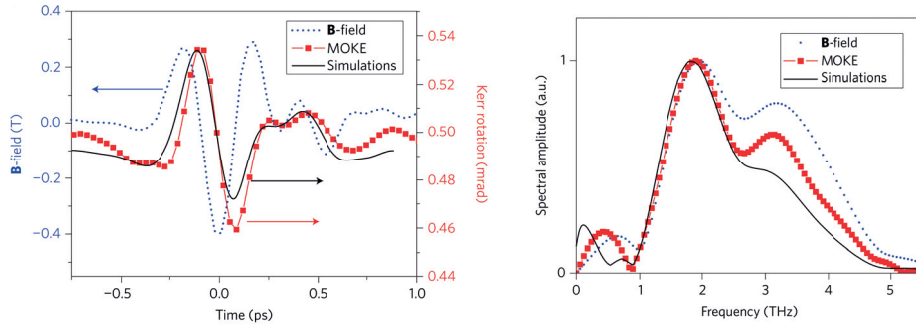 B-field (T)
0.4
0.2
0.0
−0.2
−0.4
B-field
MOKE
Simulations
0.54
0.52
0.50
0.48
0.46
0.44
Kerr rotation (mrad)
−0.5
0.0
0.5
1.0
Time (ps)
Spectral amplitude (a.u.)
1
0
B-field
MOKE
Simulations
0
1
2
3
4
5
Frequency (THz)